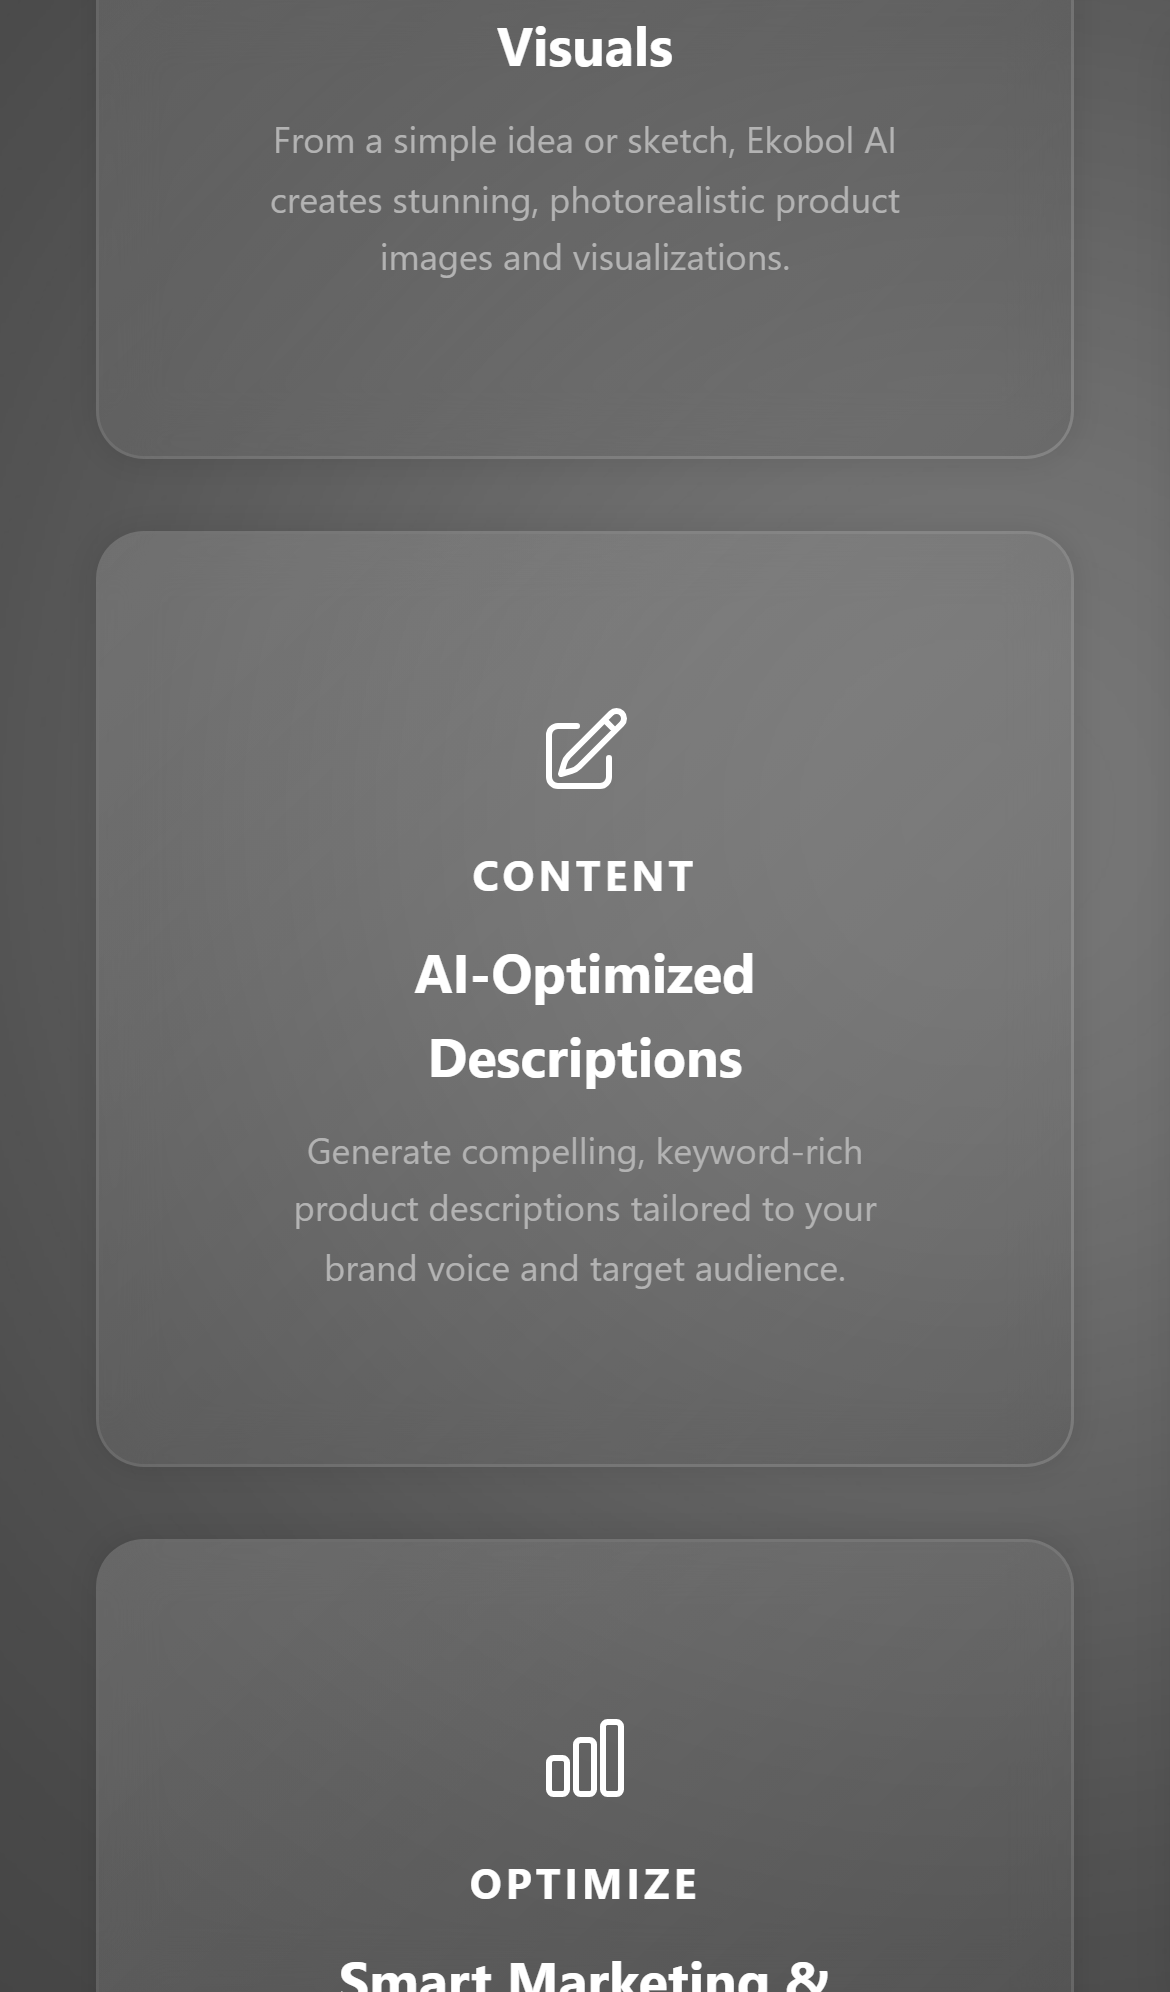 Visuals
From a simple idea or sketch, Ekobol AI
creates stunning, photorealistic product
images and visualizations.
CONTENT
AI-Optimized
Descriptions
Generate compelling, keyword-rich
product descriptions tailored to your
brand voice and target audience.
OPTIMIZE
Smart Marketing &